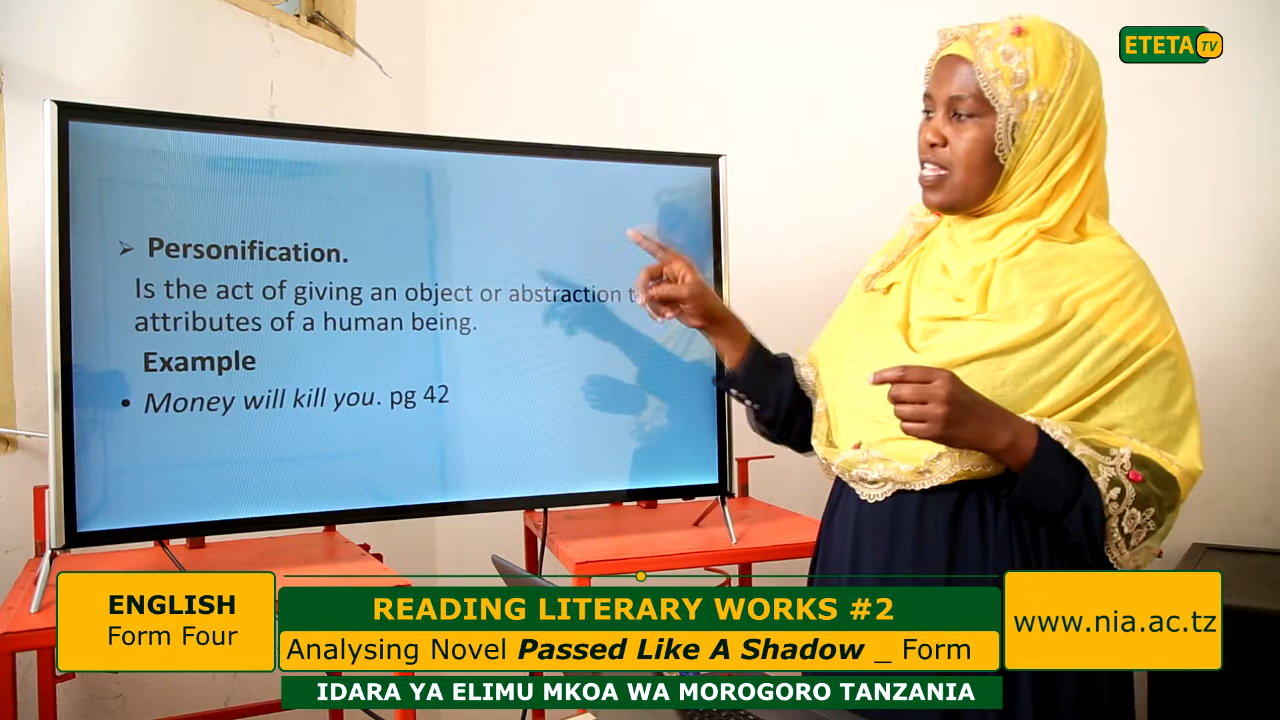 ETETA TV
➢ Personification.
Is the act of giving an object or abstraction
attributes of a human being.
Example
• Money will kill you. pg 42
ENGLISH
Form Four
READING LITERARY WORKS #2
Analysing Novel Passed Like A Shadow _ Form
www.nia.ac.tz
IDARA YA ELIMU MKOA WA MOROGORO TANZANIA